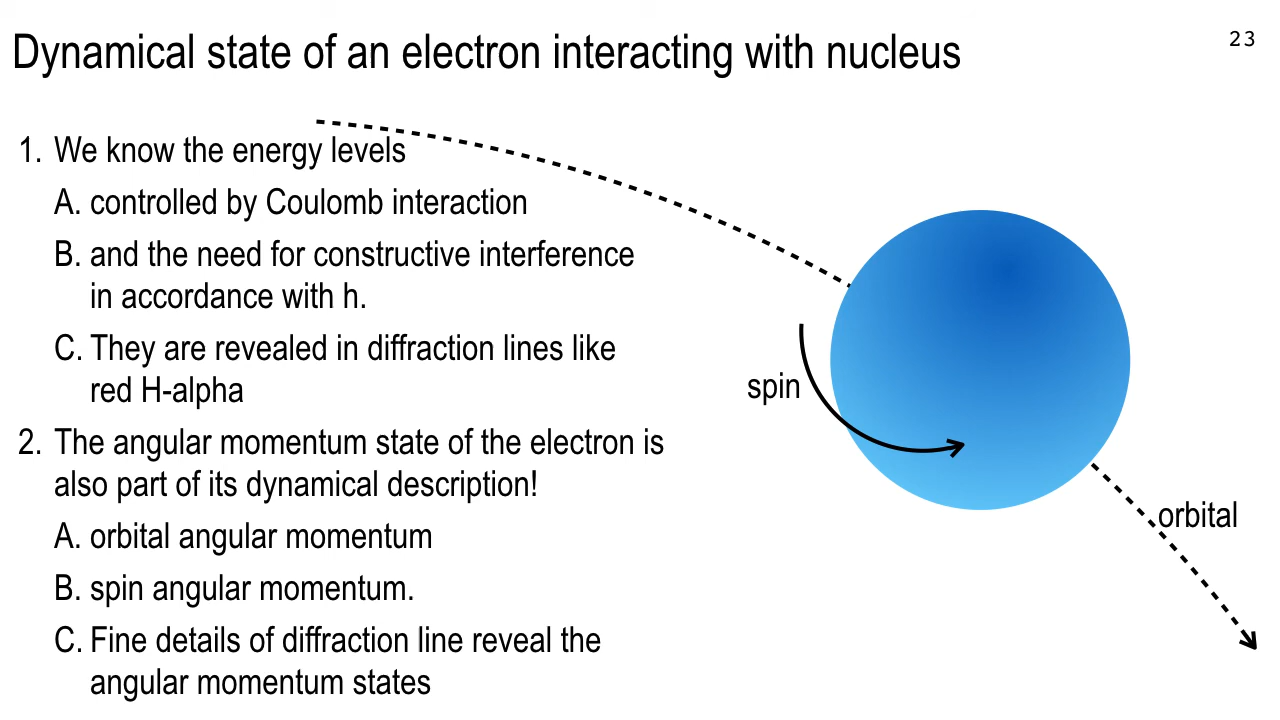 Dynamical state of an electron interacting with nucleus
23
1. We know the energy levels
A. controlled by Coulomb interaction
B. and the need for constructive interference
in accordance with h.
C. They are revealed in diffraction lines like
red H-alpha
2. The angular momentum state of the electron is
also part of its dynamical description!
A. orbital angular momentum
B. spin angular momentum.
C. Fine details of diffraction line reveal the
angular momentum states
spin
orbital